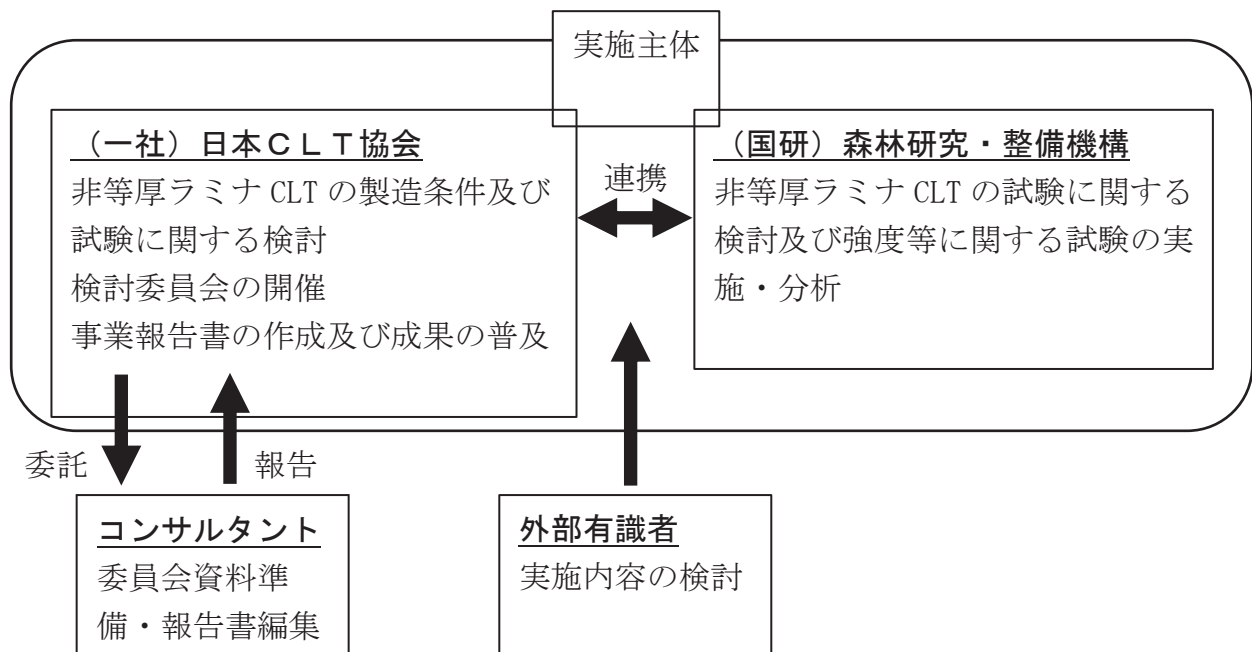 実施主体
（一社）日本ＣＬＴ協会
非等厚ラミナ CLT の製造条件及び
試験に関する検討
検討委員会の開催
事業報告書の作成及び成果の普及
連携
（国研）森林研究・整備機構
非等厚ラミナ CLT の試験に関する
検討及び強度等に関する試験の実
施・分析
委託
報告
コンサルタント
委員会資料準
備・報告書編集
外部有識者
実施内容の検討